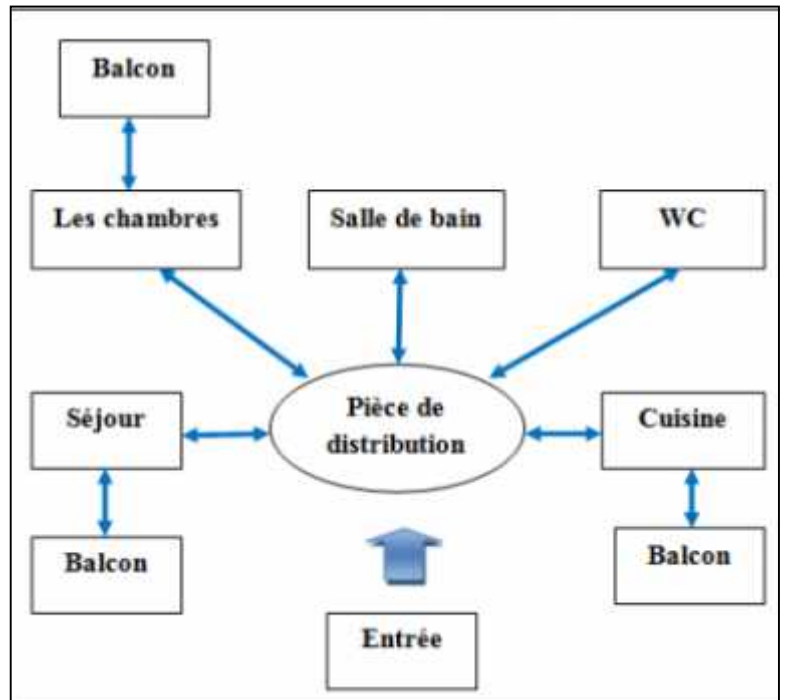 Balcon
Les chambres
Salle de bain
WC
Séjour
Pièce de
distribution
Cuisine
Balcon
Balcon
Entrée